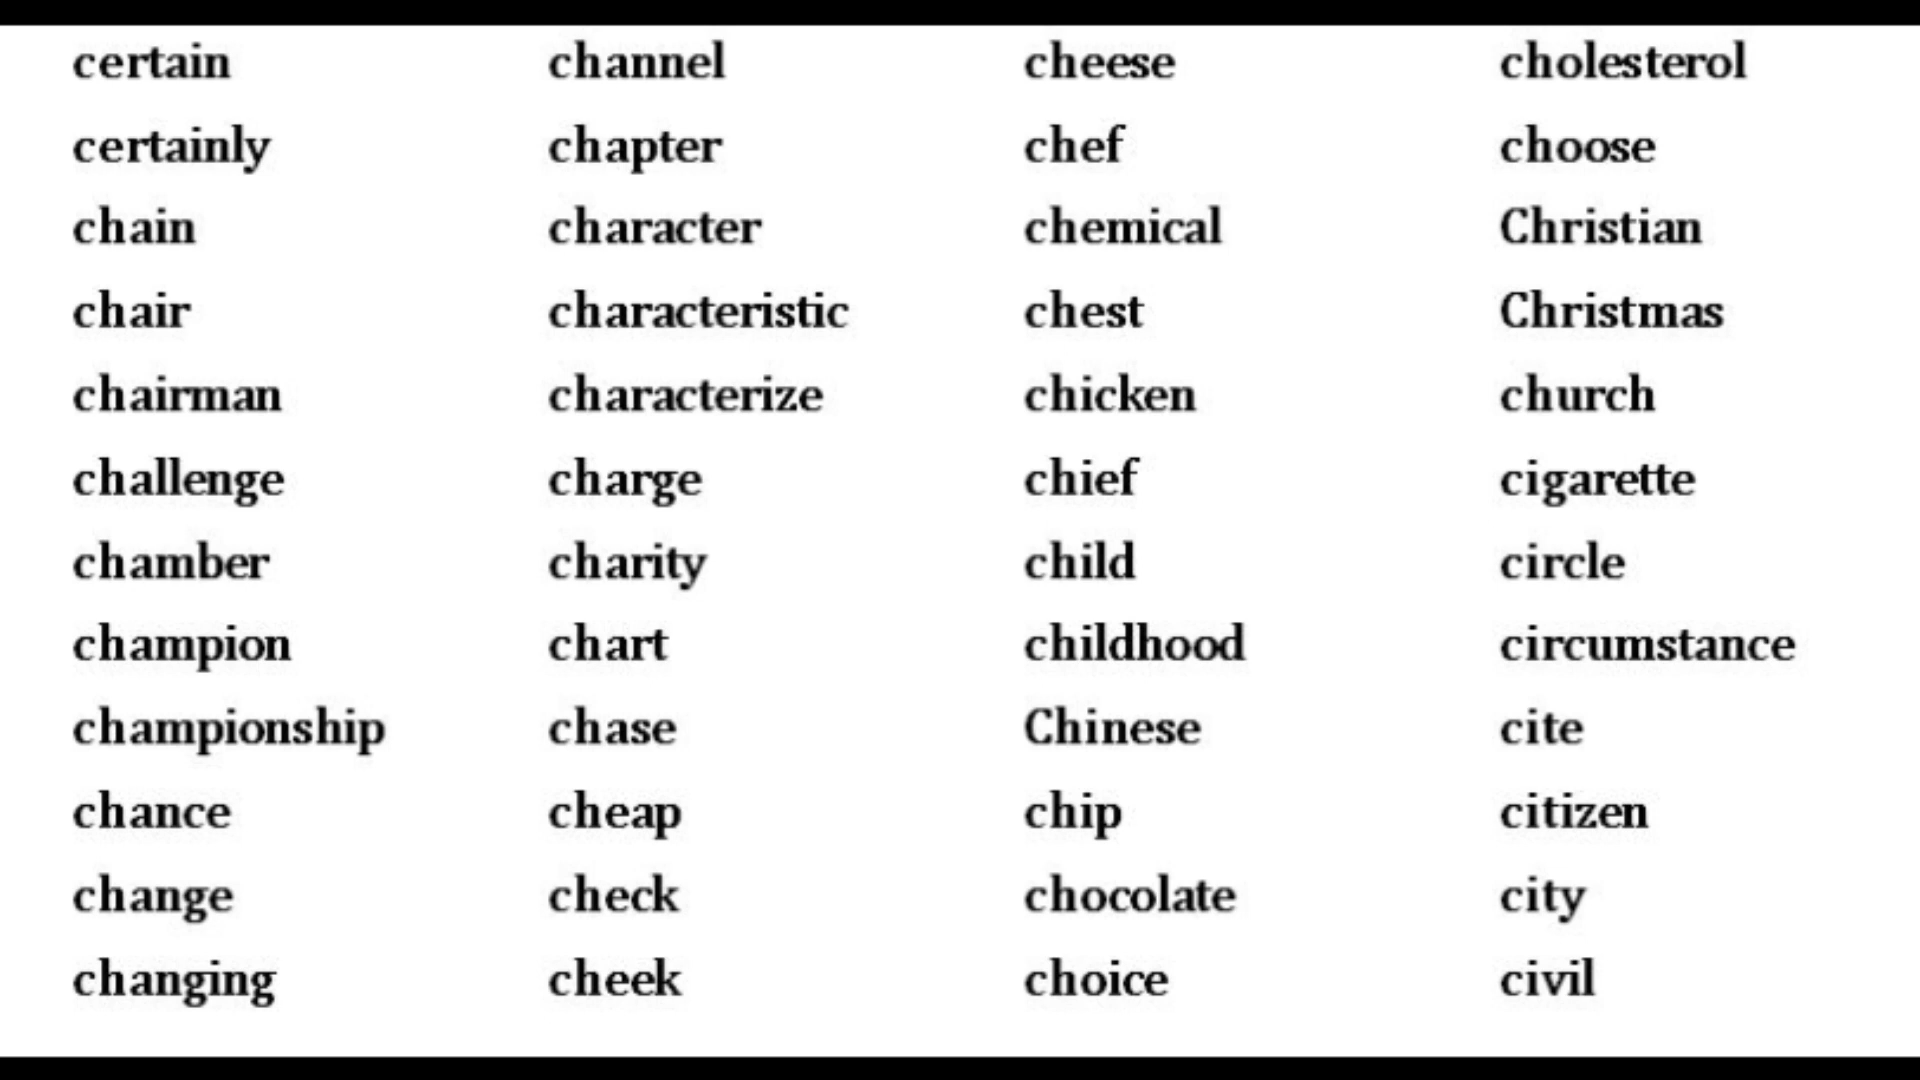 certain channel cheese cholesterol
certainly chapter chef choose
chain character chemical Christian
chair characteristic chest Christmas
chairman characterize chicken church
challenge charge chief cigarette
chamber charity child circle
champion chart childhood circumstance
championship chase Chinese cite
chance cheap chip citizen
change check chocolate city
changing cheek choice civil